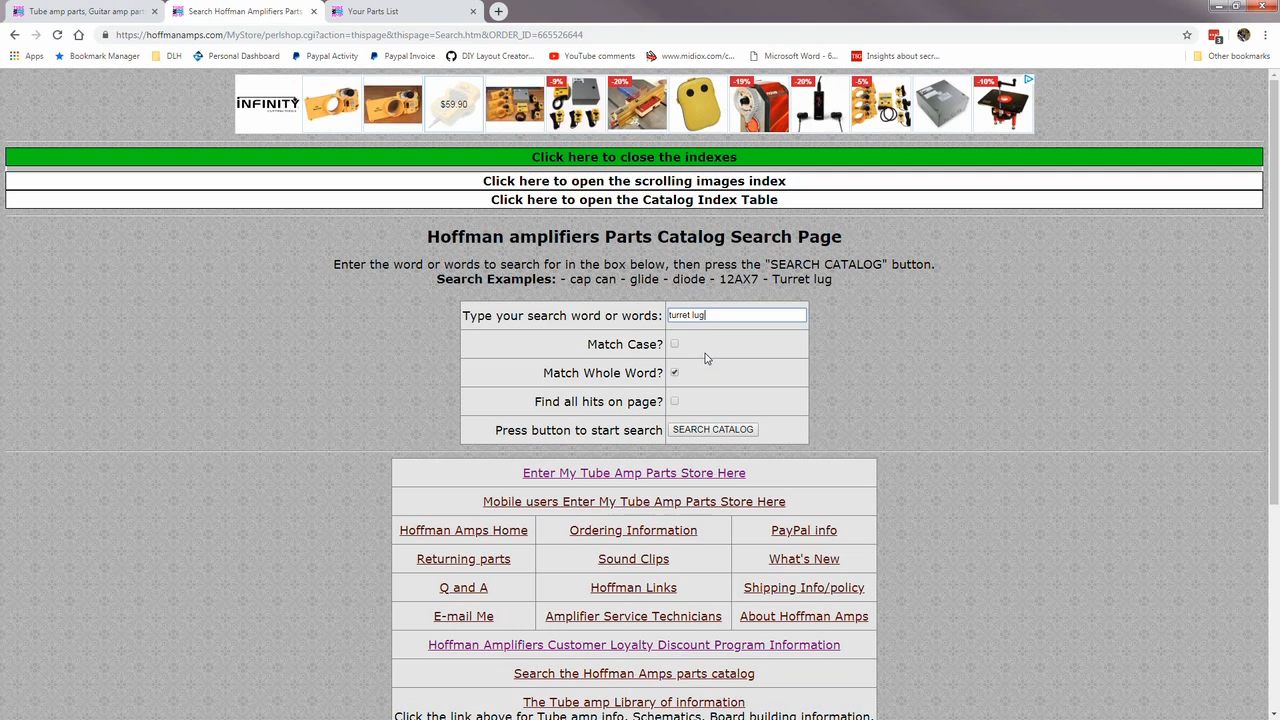 Tube amp parts, Guitar amp part
Search Hoffman Amplifiers Parts
Your Parts List
https://hoffmanamps.com/MyStore/perlshop.cgi?action=thispage&thispage=Search.htm&ORDER_ID=665526644
Apps
Bookmark Manager
DLH
Personal Dashboard
Paypal Activity
Paypal Invoice
DIY Layout Creator...
YouTube comments
www.midiox.com/c...
Microsoft Word - 6...
Insights about secr...
Other bookmarks
INFINITY
$59.90
-9%
-20%
-19%
-20%
-5%
-10%
Click here to close the indexes
Click here to open the scrolling images index
Click here to open the Catalog Index Table
Hoffman amplifiers Parts Catalog Search Page
Enter the word or words to search for in the box below, then press the "SEARCH CATALOG" button.
Search Examples: - cap can - glide - diode - 12AX7 - Turret lug
Type your search word or words: turret lug
Match Case?
Match Whole Word?
Find all hits on page?
Press button to start search SEARCH CATALOG
Enter My Tube Amp Parts Store Here
Mobile users Enter My Tube Amp Parts Store Here
Hoffman Amps Home Ordering Information PayPal info
Returning parts Sound Clips What's New
Q and A Hoffman Links Shipping Info/policy
E-mail Me Amplifier Service Technicians About Hoffman Amps
Hoffman Amplifiers Customer Loyalty Discount Program Information
Search the Hoffman Amps parts catalog
The Tube amp Library of information
Click the link above for Tube amp info, Schematics, Board building information,